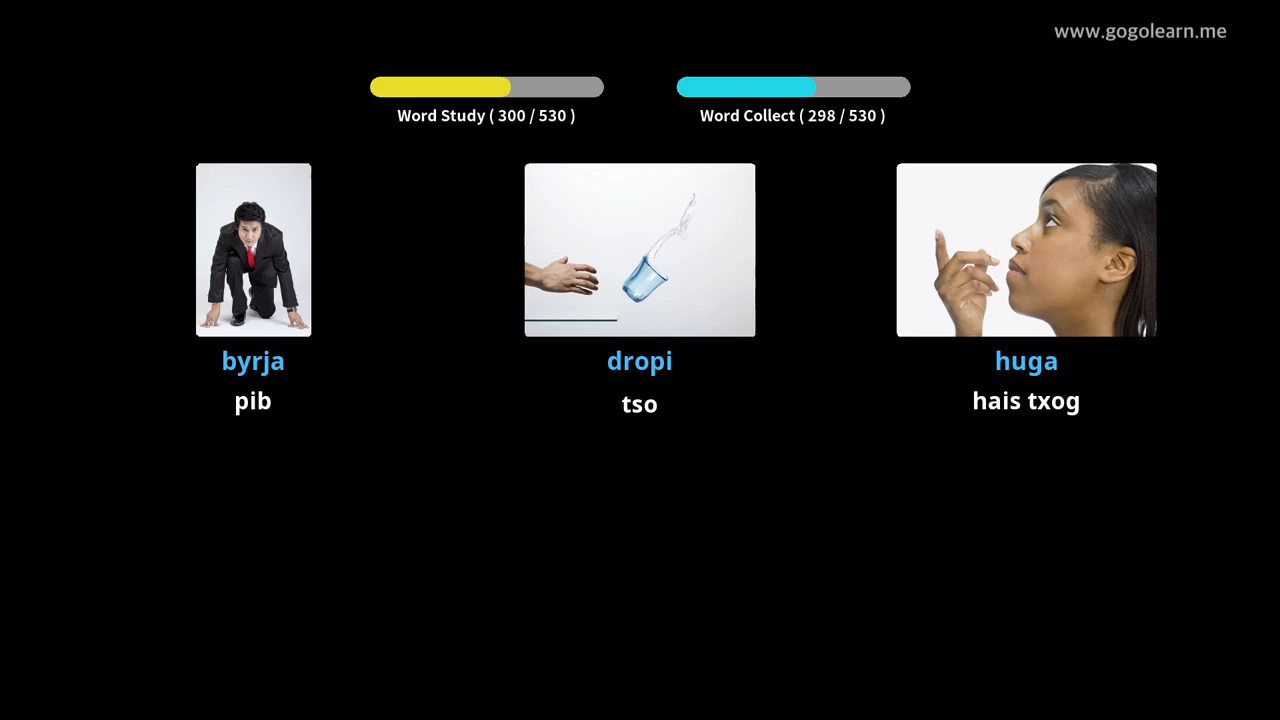 www.gogolearn.me
Word Study ( 300 / 530 )
Word Collect ( 298 / 530 )
byrja
dropi
huga
pib
tso
hais txog